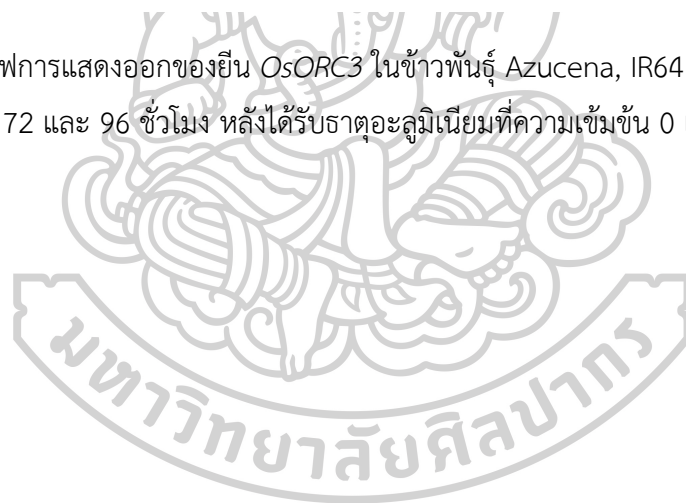 ฟการแสดงออกของยีน OsORC3 ในข้าวพันธุ์ Azucena, IR64
72 และ 96 ชั่วโมง หลังได้รับธาตุอะลูมิเนียมที่ความเข้มข้น 0
มหาวิทยาลัยศิลปากร